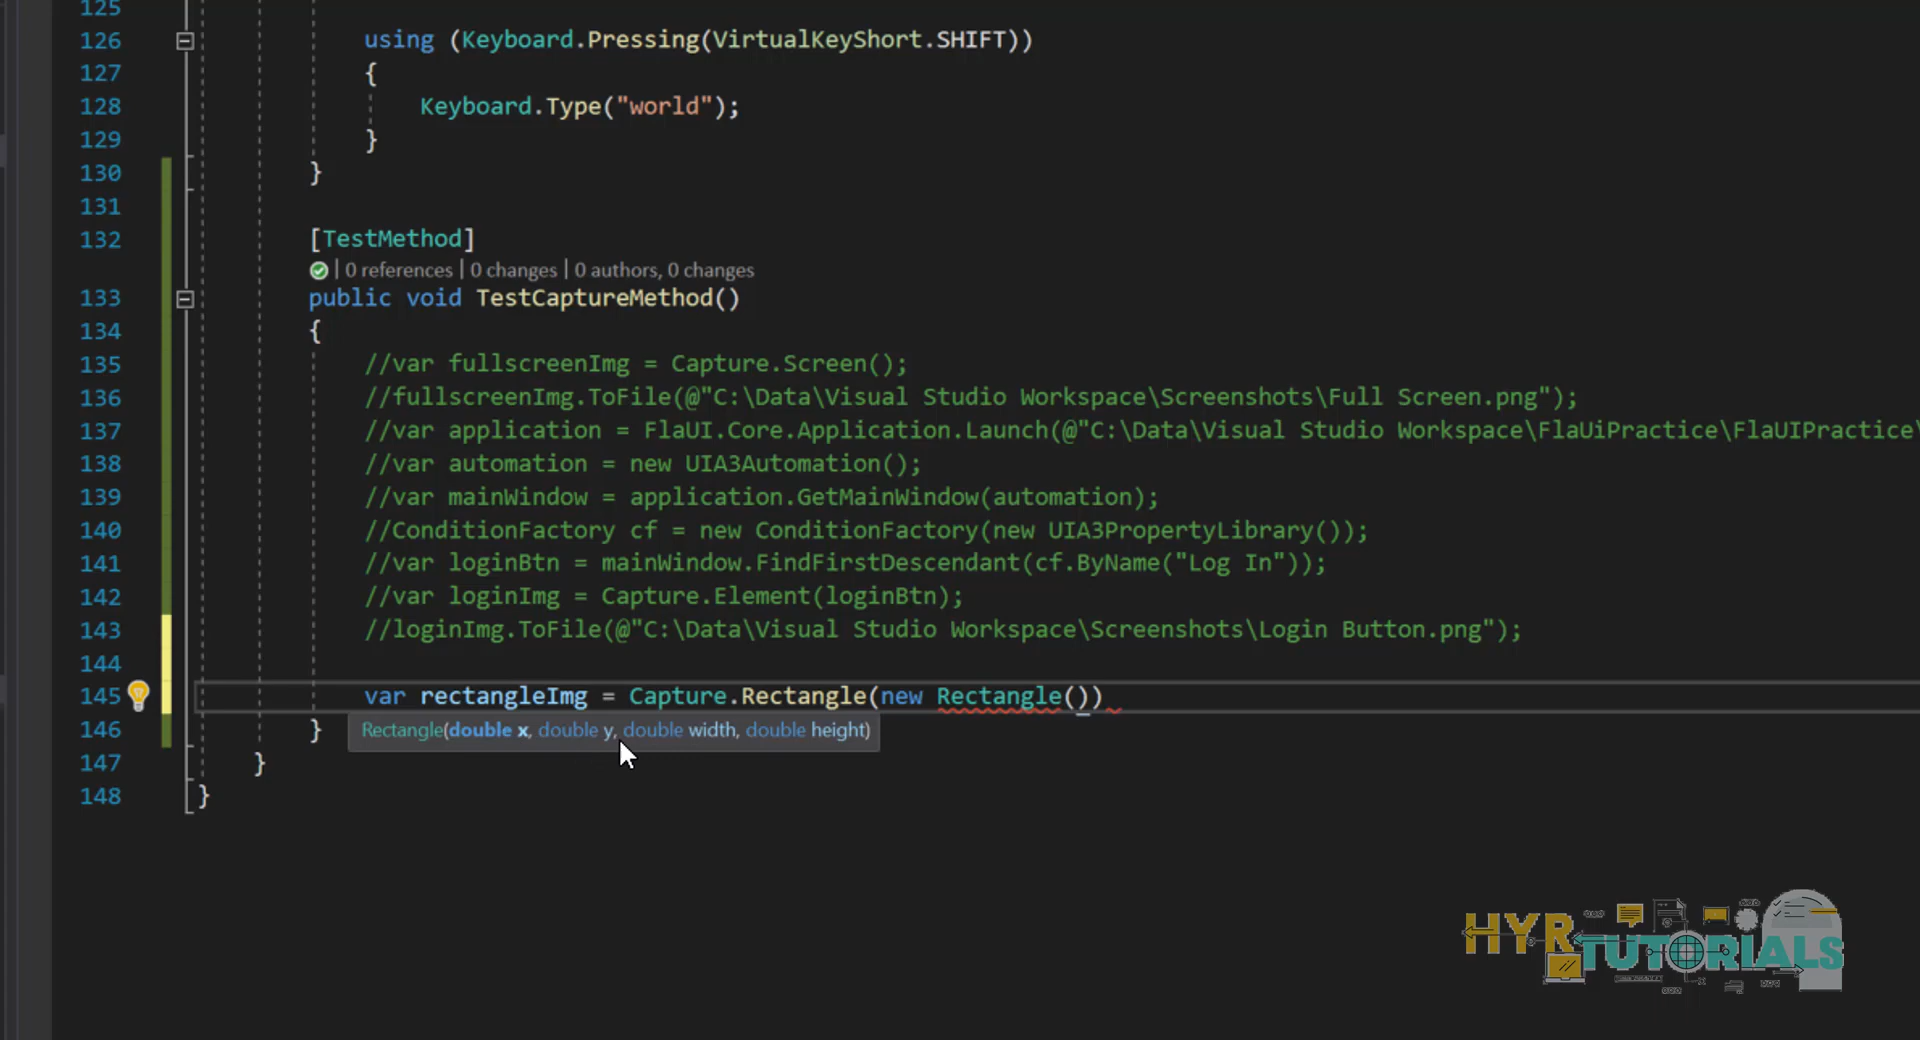 125
126 using (Keyboard.Pressing(VirtualKeyShort.SHIFT))
127 {
128 Keyboard.Type("world");
129 }
130 }
131
132 [TestMethod]
| 0 references | 0 changes | 0 authors, 0 changes
133 public void TestCaptureMethod()
134 {
135 //var fullscreenImg = Capture.Screen();
136 //fullscreenImg.ToFile(@"C:\Data\Visual Studio Workspace\Screenshots\Full Screen.png");
137 //var application = FlaUI.Core.Application.Launch(@"C:\Data\Visual Studio Workspace\FlaUiPractice\FlaUIPractice\
138 //var automation = new UIA3Automation();
139 //var mainWindow = application.GetMainWindow(automation);
140 //ConditionFactory cf = new ConditionFactory(new UIA3PropertyLibrary());
141 //var loginBtn = mainWindow.FindFirstDescendant(cf.ByName("Log In"));
142 //var loginImg = Capture.Element(loginBtn);
143 //loginImg.ToFile(@"C:\Data\Visual Studio Workspace\Screenshots\Login Button.png");
144
145 var rectangleImg = Capture.Rectangle(new Rectangle())
146 }
Rectangle(double x, double y, double width, double height)
147 }
148 }
HYR
TUTORIALS